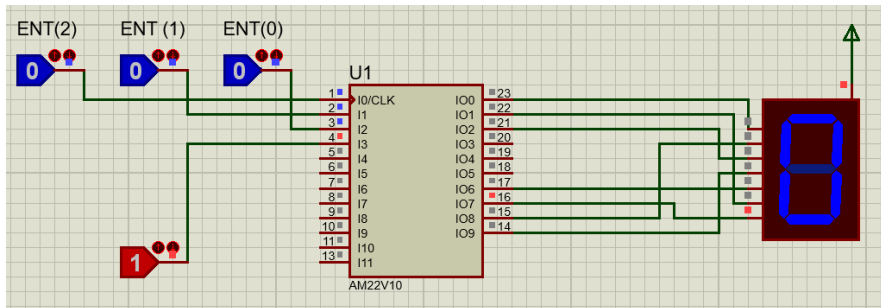 ENT(2) ENT (1) ENT(0)
0 0 0
U1
1 I0/CLK IO0 23
2 I1 IO1 22
3 I2 IO2 21
4 I3 IO3 20
5 I4 IO4 19
6 I5 IO5 18
7 I6 IO6 17
8 I7 IO7 16
9 I8 IO8 15
10 I9 IO9 14
11 I10
13 I11
1
AM22V10
0